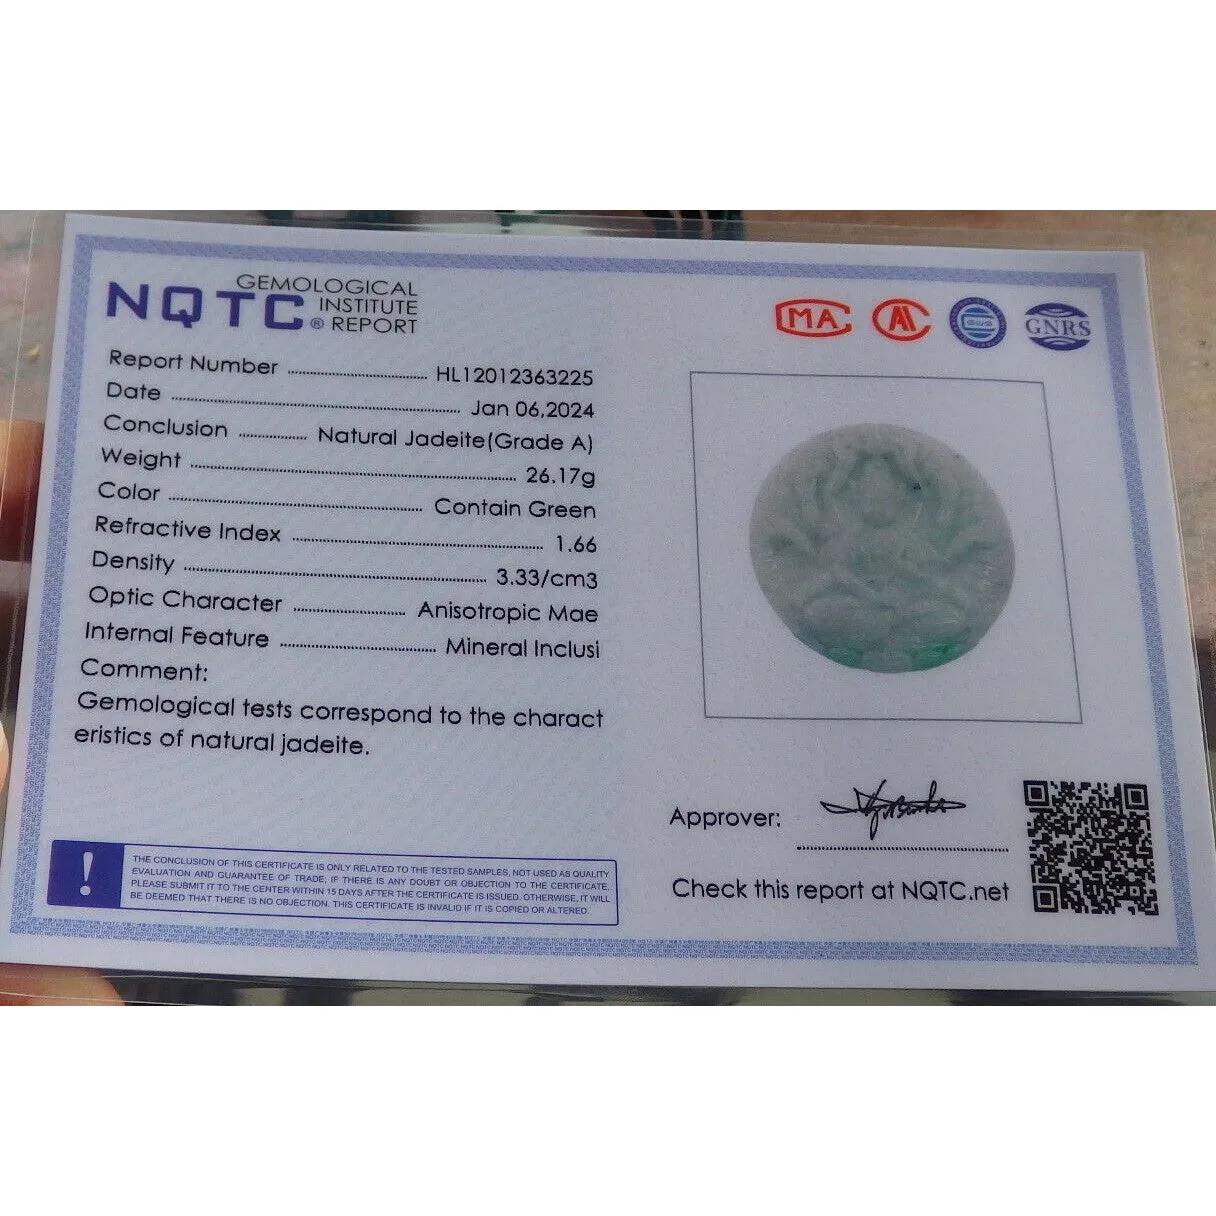 NQTC® GEMOLOGICAL
INSTITUTE
REPORT
MA
GNRS
Report Number HL12012363225
Date Jan 06,2024
Conclusion Natural Jadeite(Grade A)
Weight 26.17g
Color Contain Green
Refractive Index 1.66
Density 3.33/cm3
Optic Character Anisotropic Mae
Internal Feature Mineral Inclusi
Comment:
Gemological tests correspond to the charact
eristics of natural jadeite.
Approver:
Check this report at NQTC.net
!
THE CONCLUSION OF THIS CERTIFICATE IS ONLY RELATED TO THE TESTED SAMPLES, NOT USED AS QUALITY
EVALUATION AND GUARANTEE OF TRADE; IF THERE IS ANY DOUBT OR OBJECTION TO THE CERTIFICATE,
PLEASE SUBMIT IT TO THE CENTER WITHIN 15 DAYS AFTER THE CERTIFICATE IS ISSUED. OTHERWISE, IT WILL
BE DEEMED THAT THERE IS NO OBJECTION. THIS CERTIFICATE IS INVALID IF IT IS COPIED OR ALTERED.